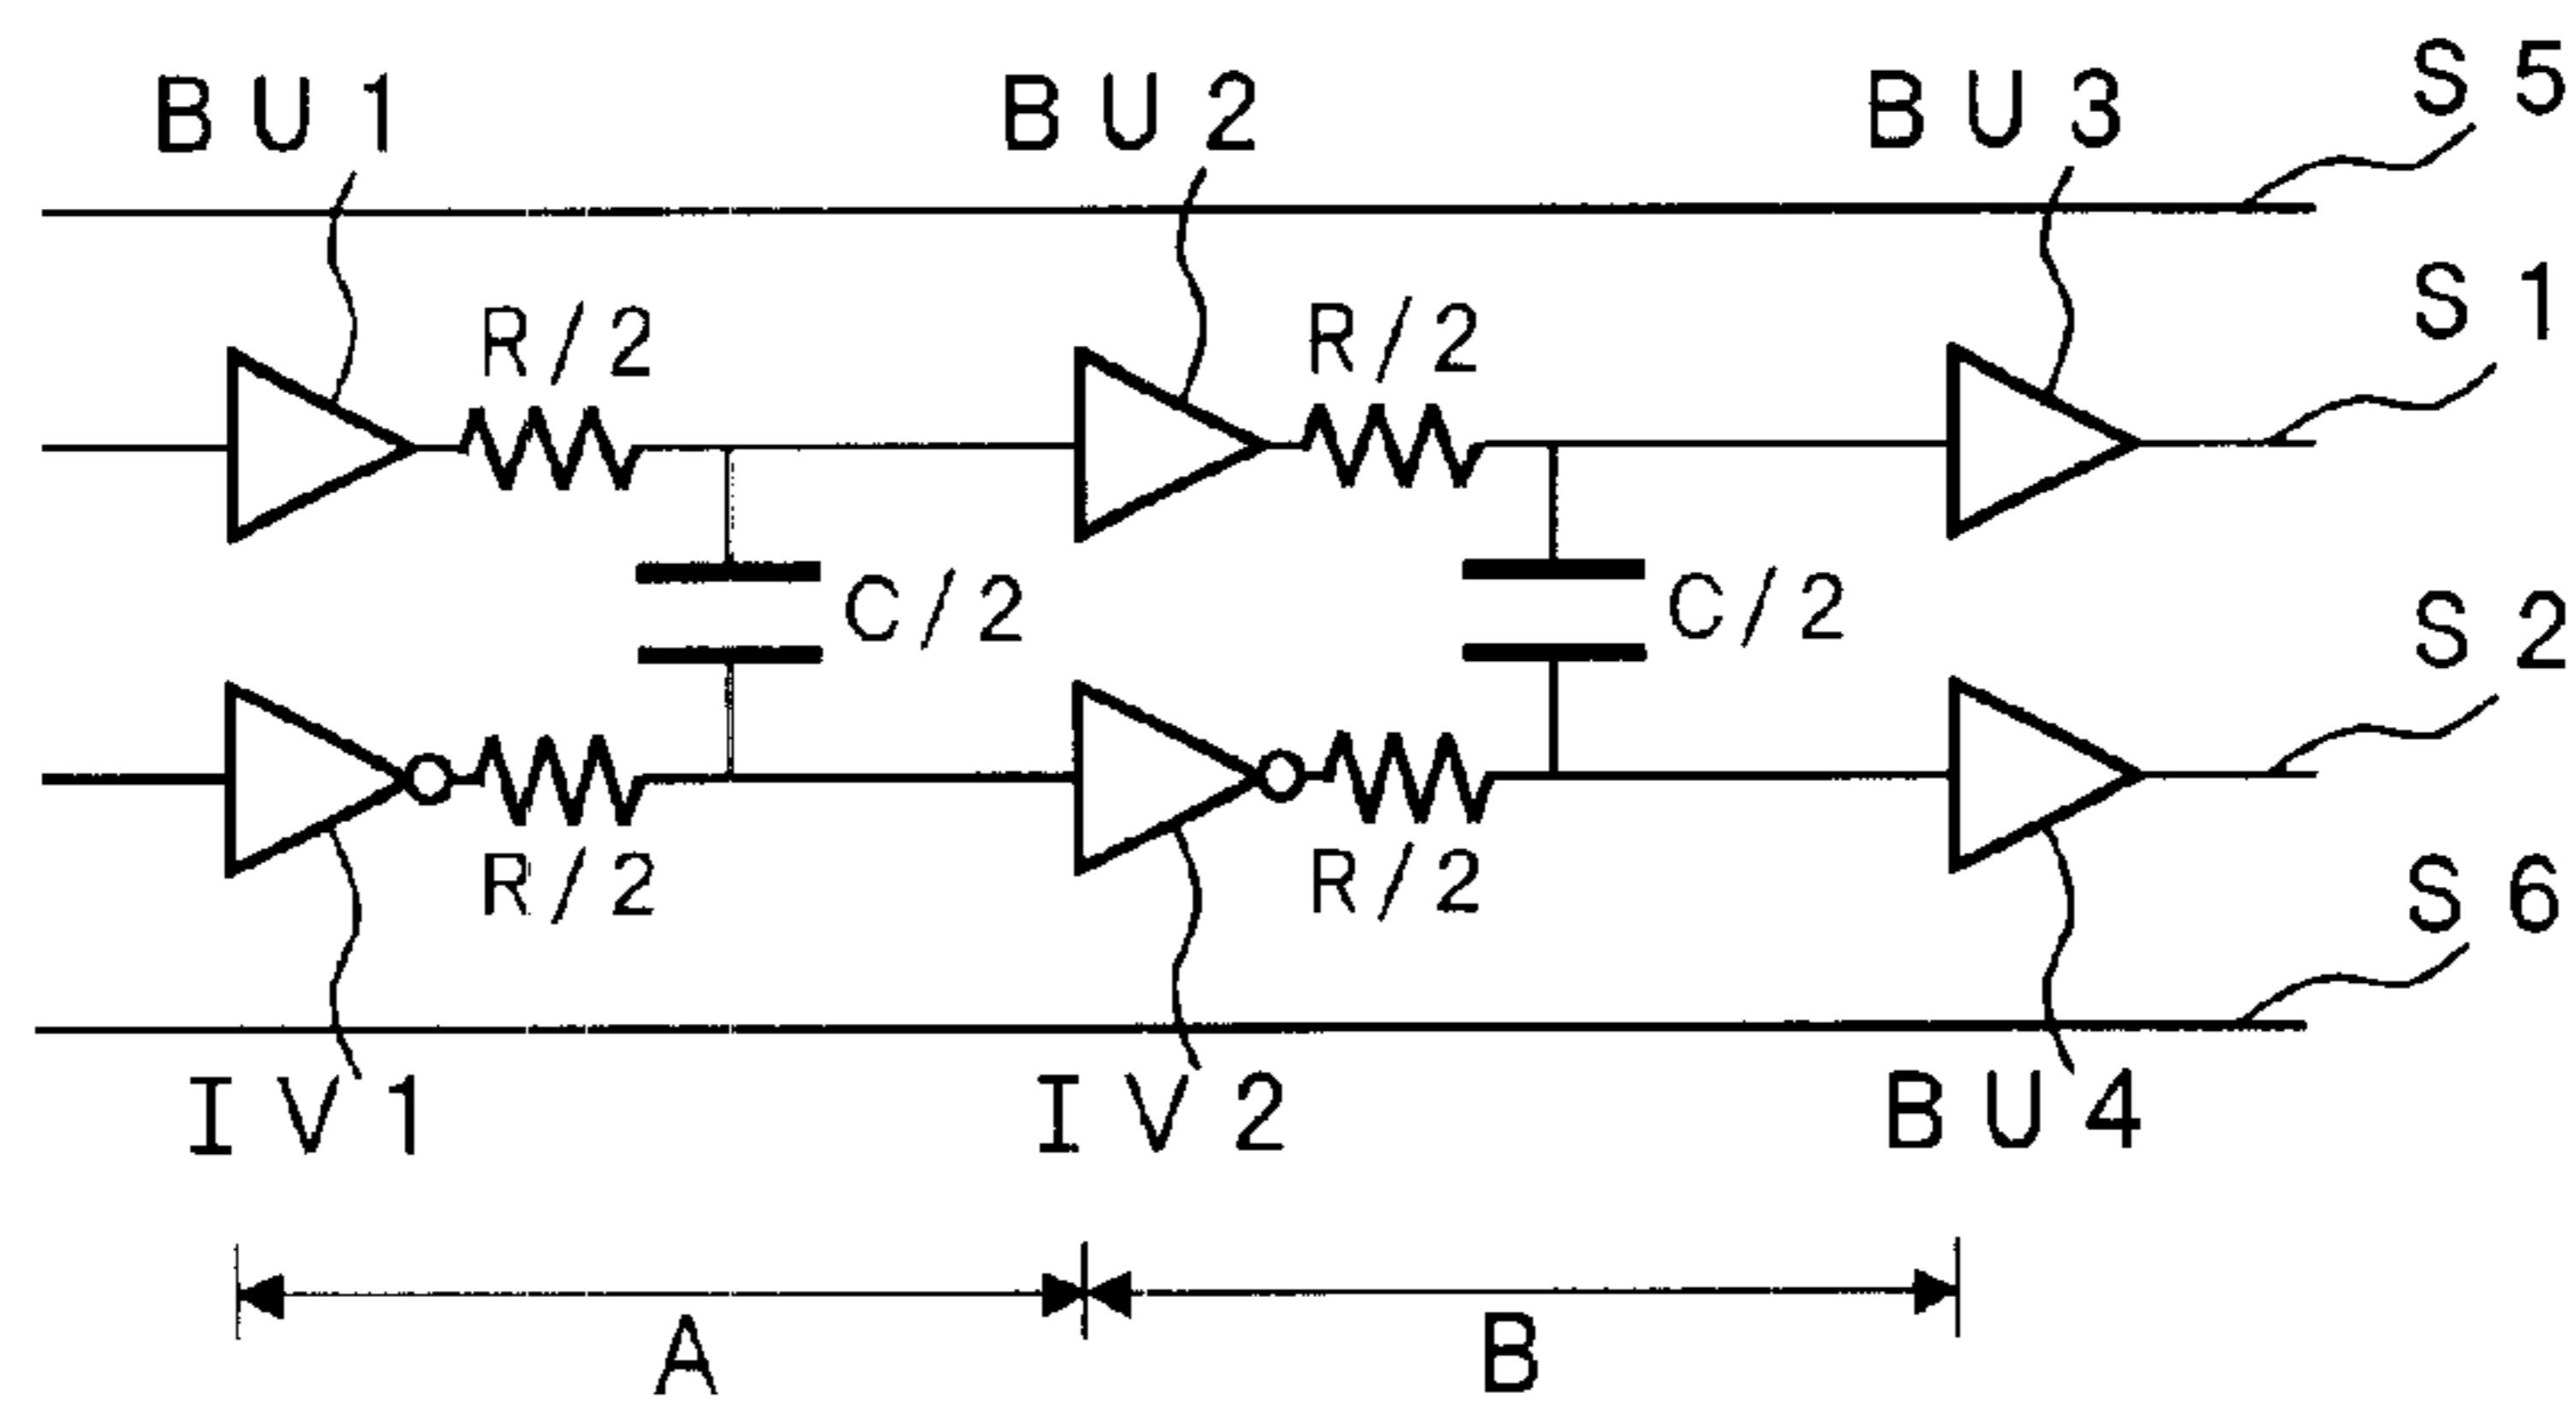 BU1 BU2 BU3 S5
R/2 R/2 S1
C/2 C/2 S2
R/2 R/2 S6
IV1 IV2 BU4
A B